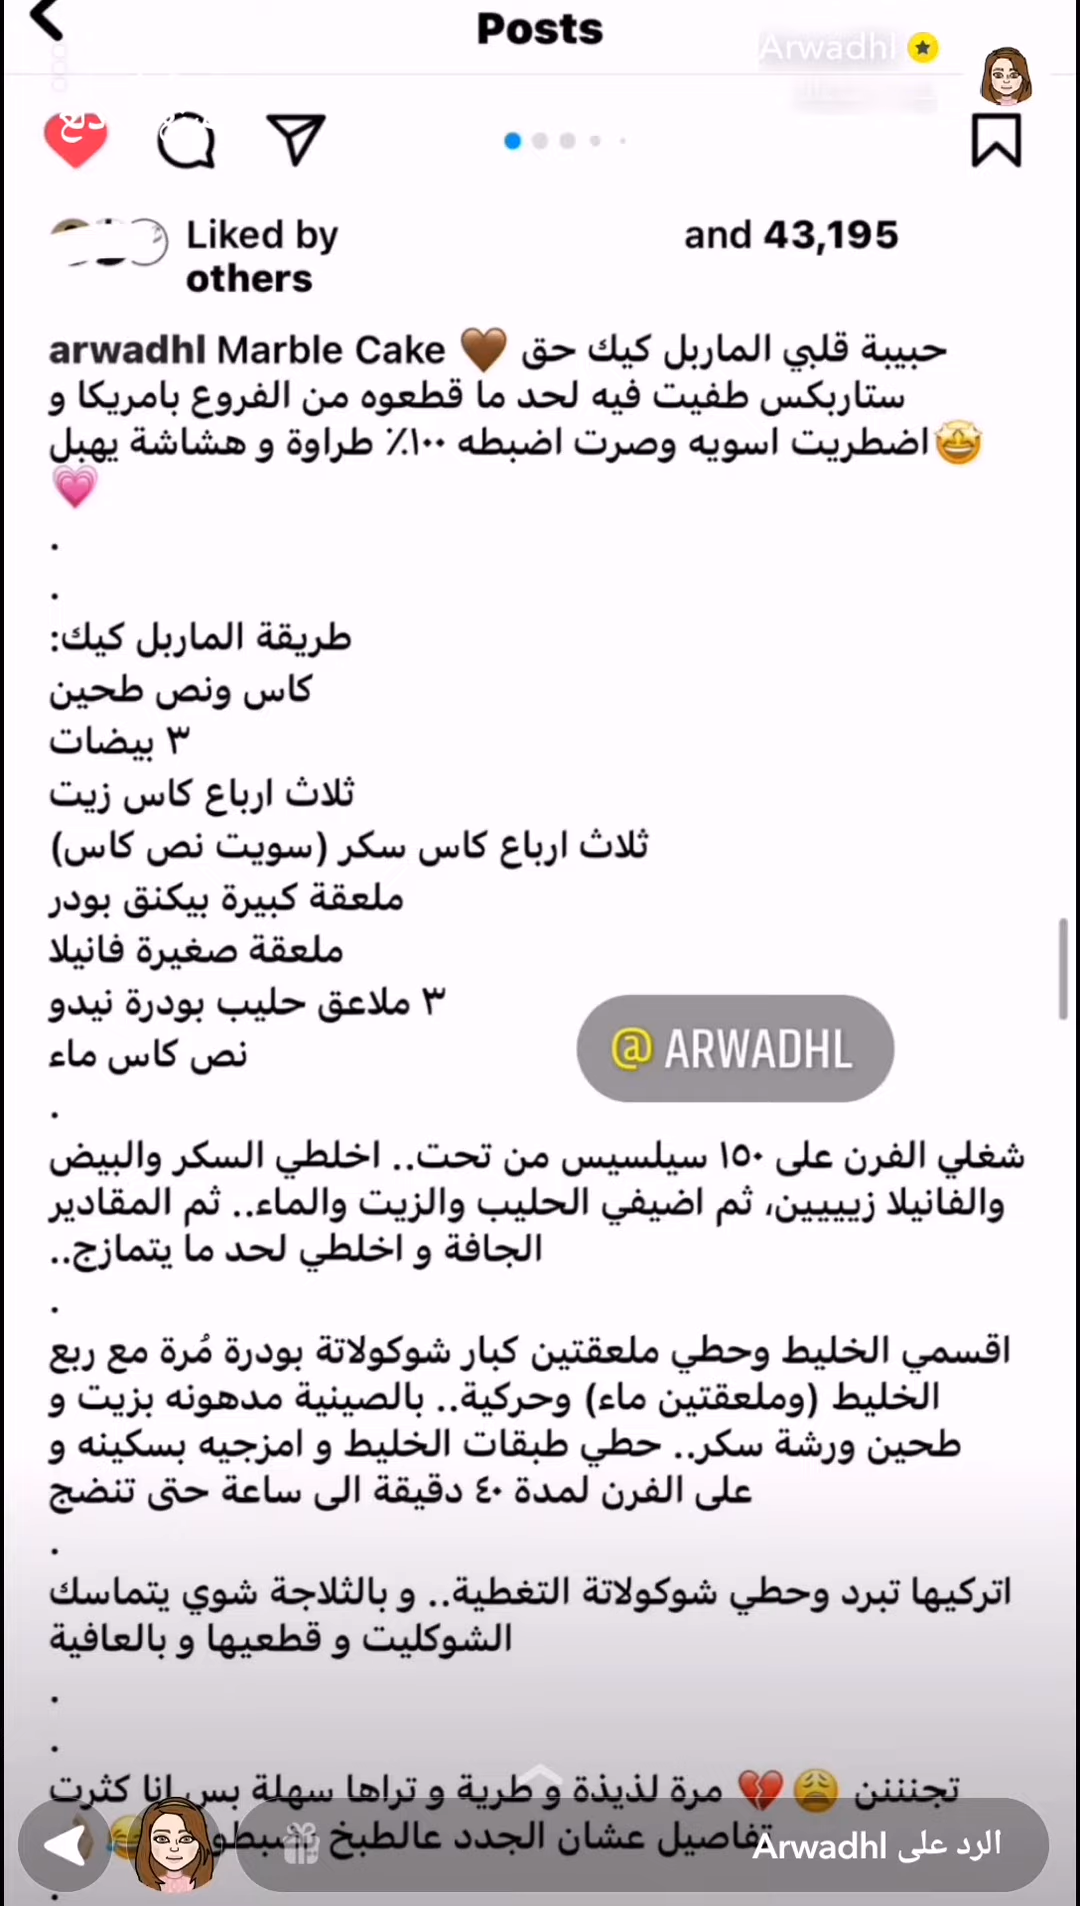 Posts
Arwadhl
Liked by and 43,195
others
arwadhl Marble Cake 🤎 حبيبة قلبي الماربل كيك حق
ستاربكس طفيت فيه لحد ما قطعوه من الفروع بامريكا و
اضطريت اسويه وصرت اضبطه ١٠٠٪ طراوة و هشاشة يهبل🤩
💗
.
.
طريقة الماربل كيك:
كاس ونص طحين
٣ بيضات
ثلاث ارباع كاس زيت
ثلاث ارباع كاس سكر (سويت نص كاس)
ملعقة كبيرة بيكنق بودر
ملعقة صغيرة فانيلا
٣ ملاعق حليب بودرة نيدو
نص كاس ماء
@ ARWADHL
.
شغلي الفرن على ١٥٠ سيلسيس من تحت.. اخلطي السكر والبيض
والفانيلا زيييين، ثم اضيفي الحليب والزيت والماء.. ثم المقادير
الجافة و اخلطي لحد ما يتمازج..
.
اقسمي الخليط وحطي ملعقتين كبار شوكولاتة بودرة مُرة مع ربع
الخليط (وملعقتين ماء) وحركية.. بالصينية مدهونه بزيت و
طحين ورشة سكر.. حطي طبقات الخليط و امزجيه بسكينه و
على الفرن لمدة ٤٠ دقيقة الى ساعة حتى تنضج
.
اتركيها تبرد وحطي شوكولاتة التغطية.. و بالثلاجة شوي يتماسك
الشوكليت و قطعيها و بالعافية
.
.
تجننننن 😩💔 مرة لذيذة و طرية و تراها سهلة بس انا كثرت
تفاصيل عشان الجدد عالطبخ
الرد على Arwadhl
.